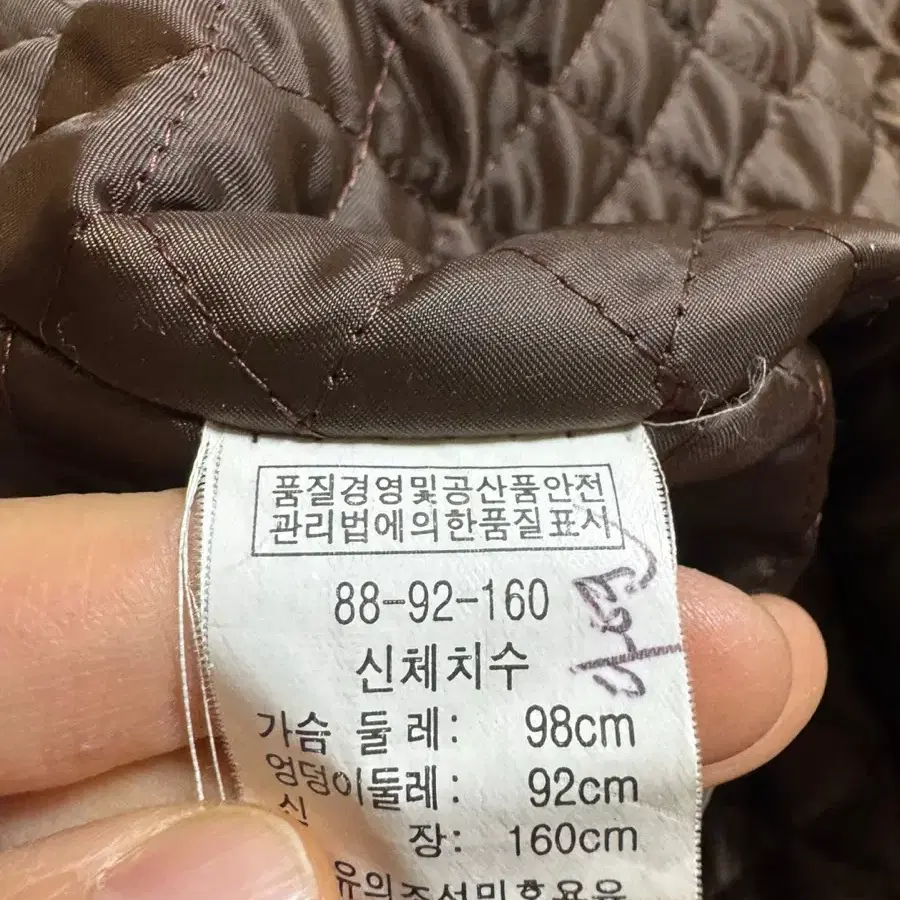 품질경영및공산품안전
관리법에의한품질표시
88-92-160
신체치수
가슴 둘 레: 98cm
엉덩이둘레: 92cm
신 장: 160cm